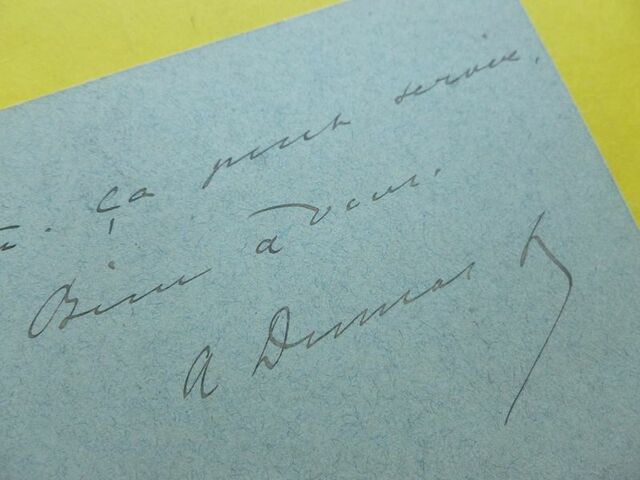 . ça peut servir.
Bien à vous.
A Dumas f